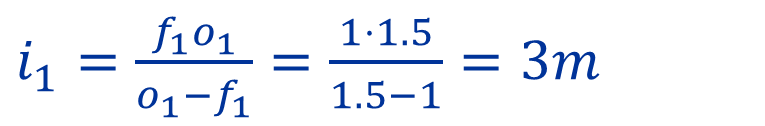 i₁ = f₁o₁/(o₁−f₁) = 1·1.5/(1.5−1) = 3m